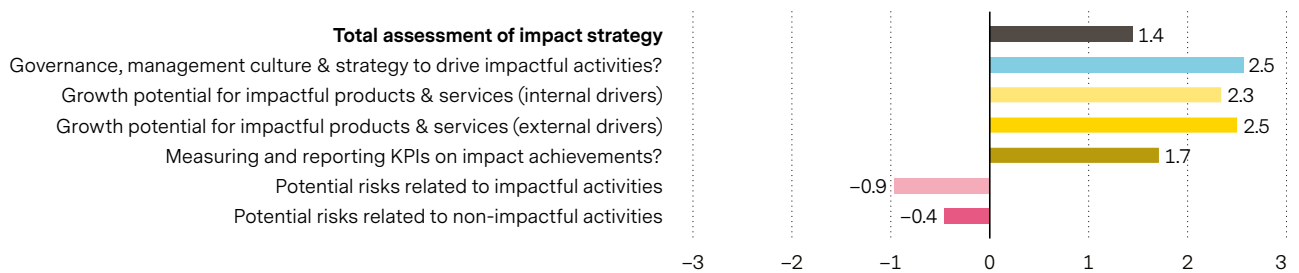 Total assessment of impact strategy 1.4
Governance, management culture & strategy to drive impactful activities? 2.5
Growth potential for impactful products & services (internal drivers) 2.3
Growth potential for impactful products & services (external drivers) 2.5
Measuring and reporting KPIs on impact achievements? 1.7
Potential risks related to impactful activities –0.9
Potential risks related to non-impactful activities –0.4
–3 –2 –1 0 1 2 3